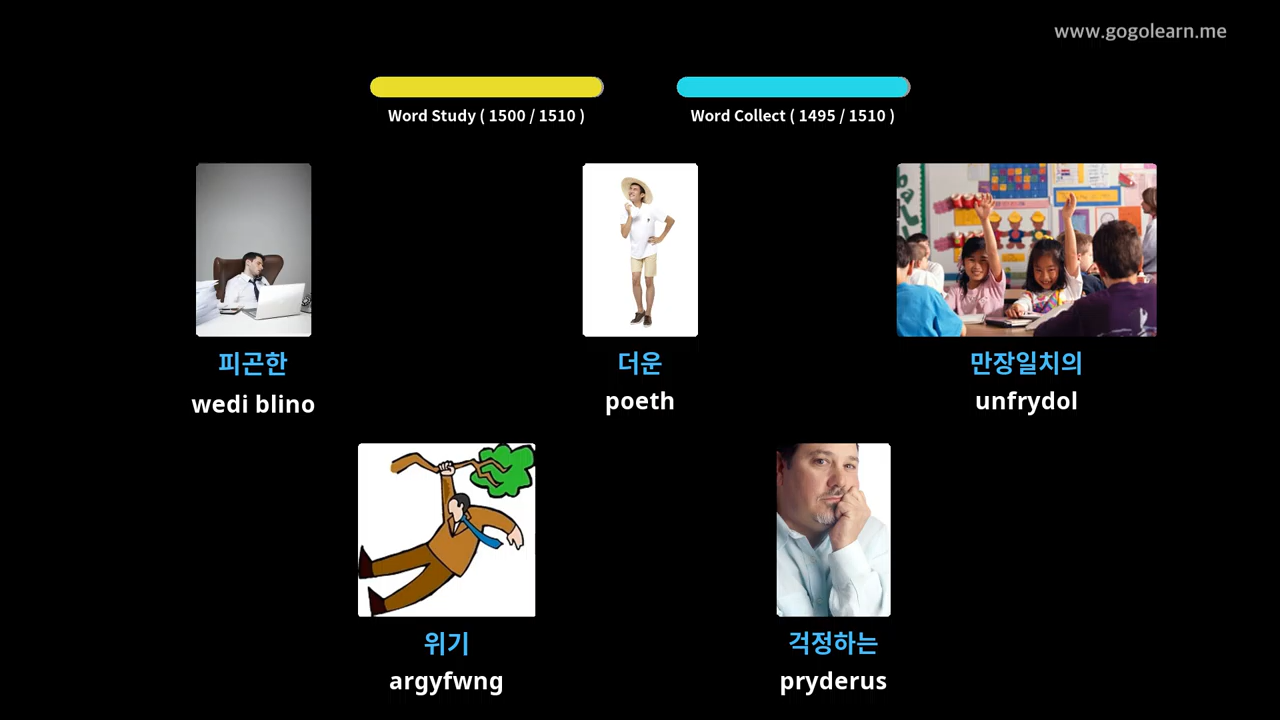 www.gogolearn.me
Word Study ( 1500 / 1510 )
Word Collect ( 1495 / 1510 )
피곤한
wedi blino
더운
poeth
만장일치의
unfrydol
위기
argyfwng
걱정하는
pryderus